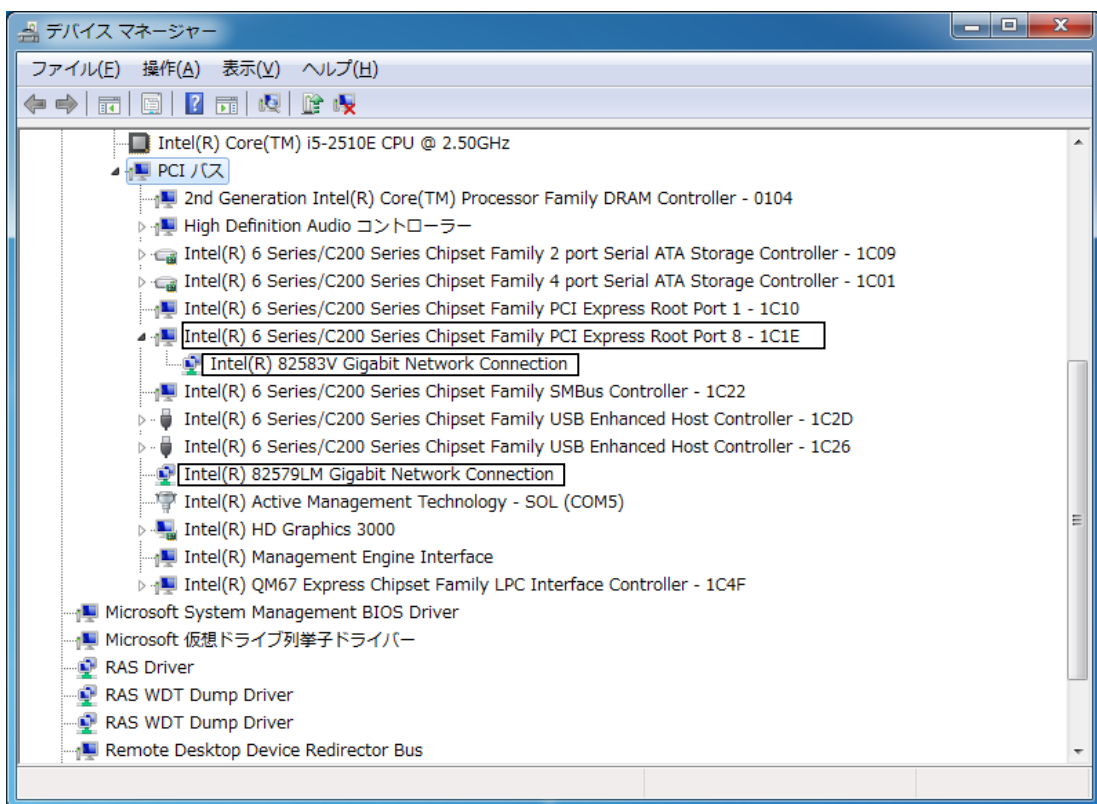 デバイス マネージャー
ファイル(F) 操作(A) 表示(V) ヘルプ(H)
Intel(R) Core(TM) i5-2510E CPU @ 2.50GHz
PCI バス
2nd Generation Intel(R) Core(TM) Processor Family DRAM Controller - 0104
High Definition Audio コントローラー
Intel(R) 6 Series/C200 Series Chipset Family 2 port Serial ATA Storage Controller - 1C09
Intel(R) 6 Series/C200 Series Chipset Family 4 port Serial ATA Storage Controller - 1C01
Intel(R) 6 Series/C200 Series Chipset Family PCI Express Root Port 1 - 1C10
Intel(R) 6 Series/C200 Series Chipset Family PCI Express Root Port 8 - 1C1E
Intel(R) 82583V Gigabit Network Connection
Intel(R) 6 Series/C200 Series Chipset Family SMBus Controller - 1C22
Intel(R) 6 Series/C200 Series Chipset Family USB Enhanced Host Controller - 1C2D
Intel(R) 6 Series/C200 Series Chipset Family USB Enhanced Host Controller - 1C26
Intel(R) 82579LM Gigabit Network Connection
Intel(R) Active Management Technology - SOL (COM5)
Intel(R) HD Graphics 3000
Intel(R) Management Engine Interface
Intel(R) QM67 Express Chipset Family LPC Interface Controller - 1C4F
Microsoft System Management BIOS Driver
Microsoft 仮想ドライブ列挙子ドライバー
RAS Driver
RAS WDT Dump Driver
RAS WDT Dump Driver
Remote Desktop Device Redirector Bus